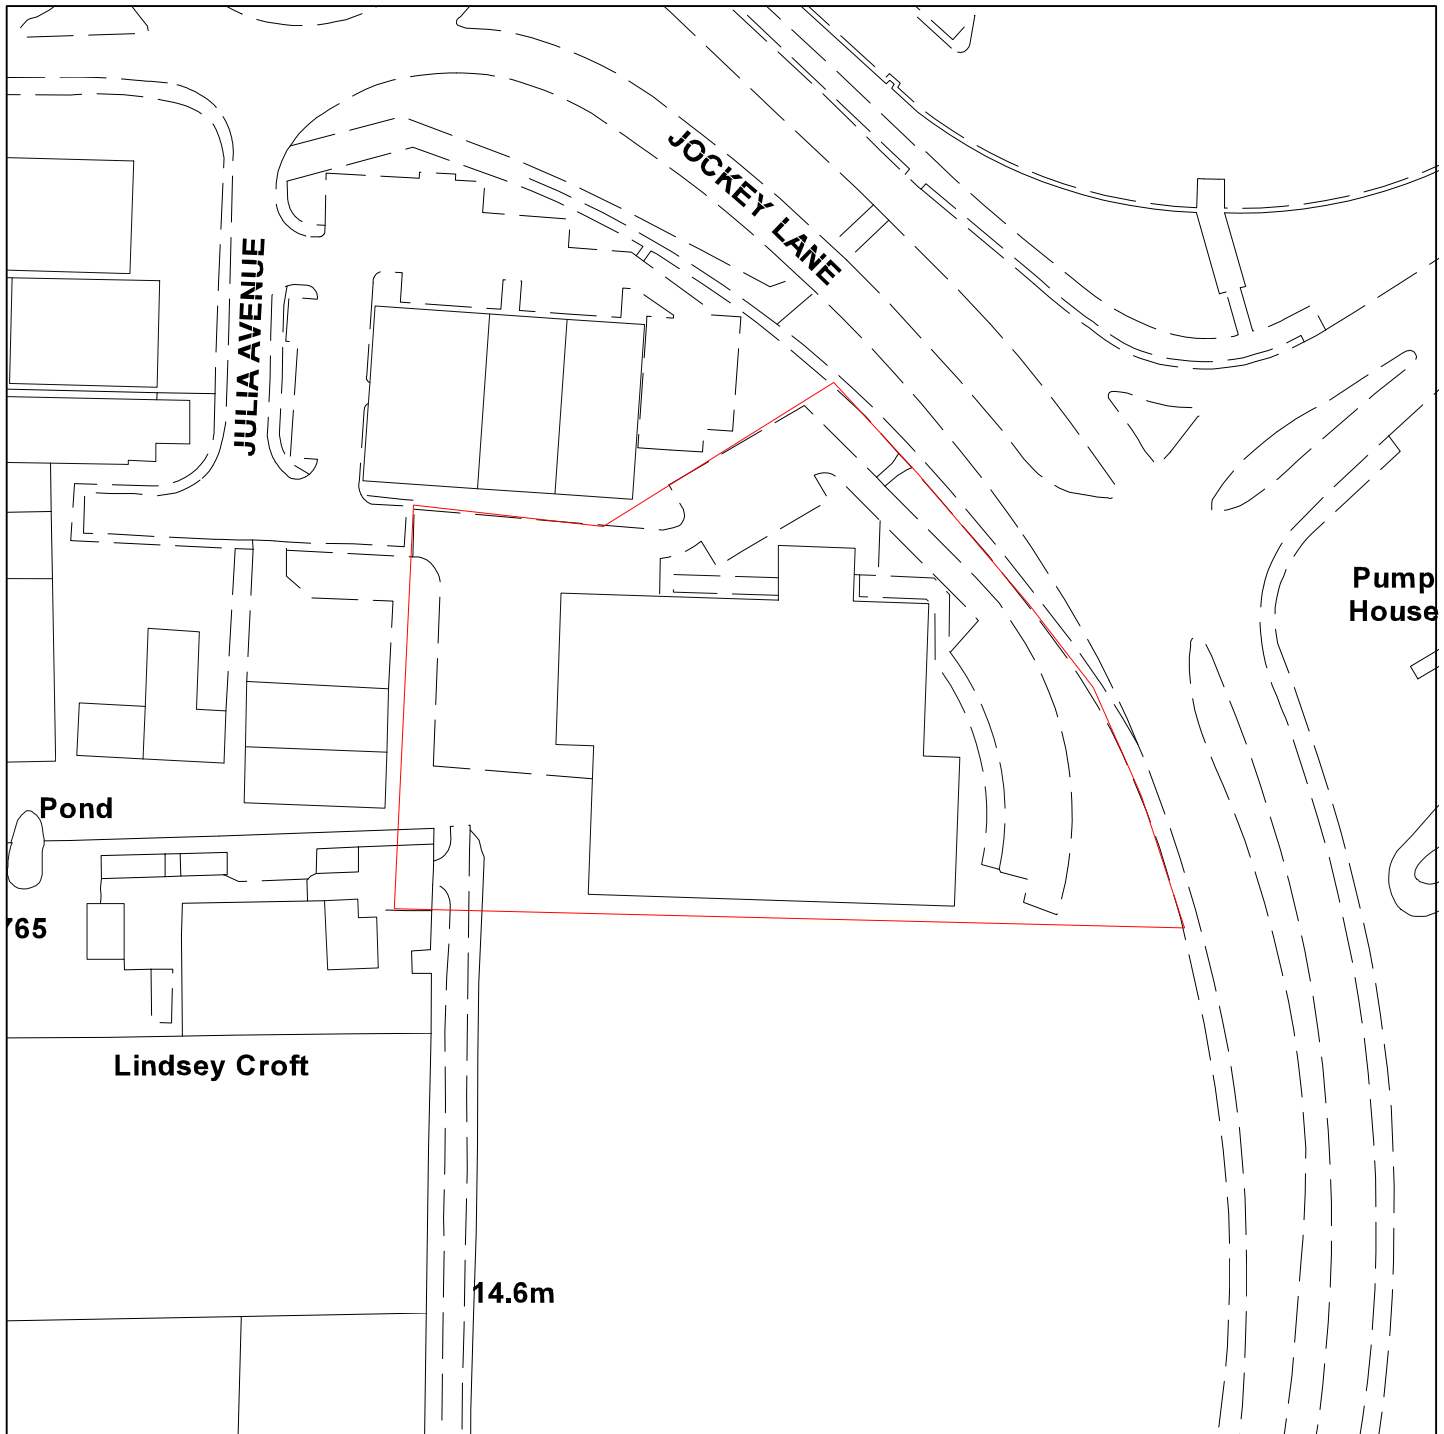 JOCKEY LANE
JULIA AVENUE
Pump
House
Pond
765
Lindsey Croft
14.6m